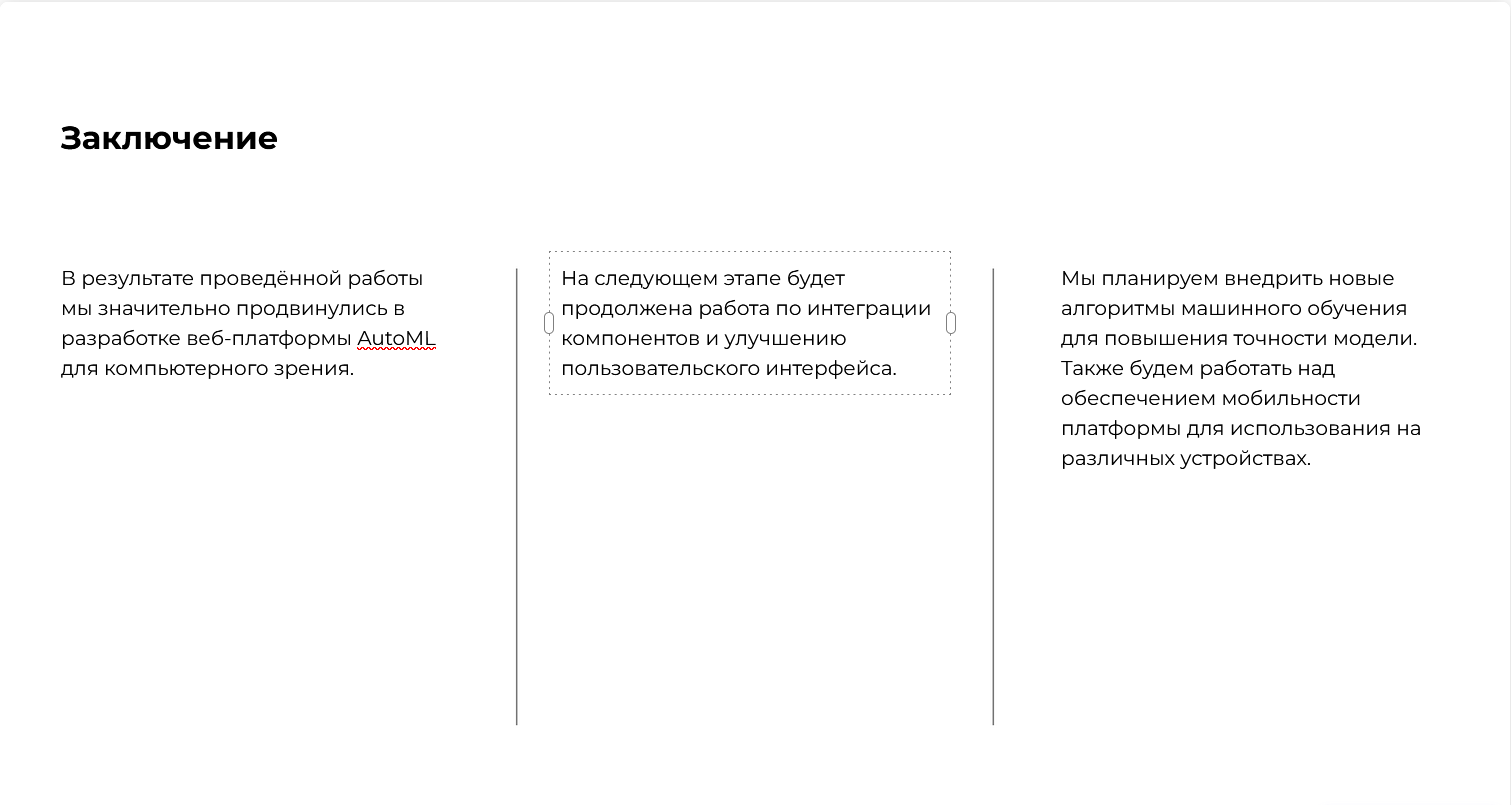 Заключение
В результате проведённой работы
мы значительно продвинулись в
разработке веб-платформы AutoML
для компьютерного зрения.
На следующем этапе будет
продолжена работа по интеграции
компонентов и улучшению
пользовательского интерфейса.
Мы планируем внедрить новые
алгоритмы машинного обучения
для повышения точности модели.
Также будем работать над
обеспечением мобильности
платформы для использования на
различных устройствах.